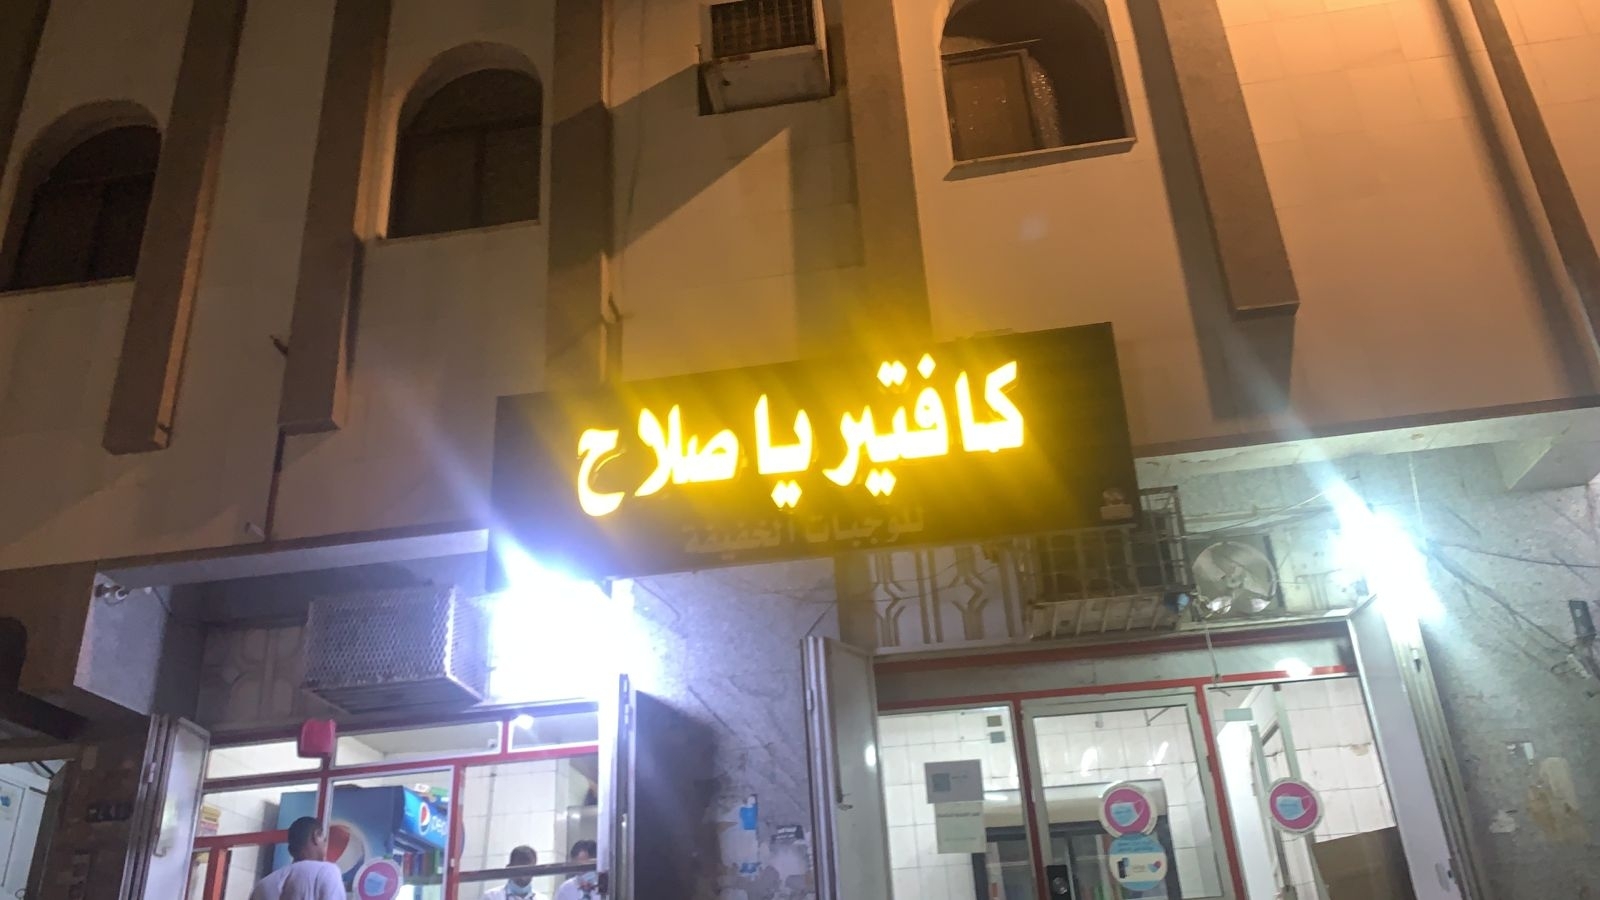 كافتيريا صلاح
للوجبات الخفيفة